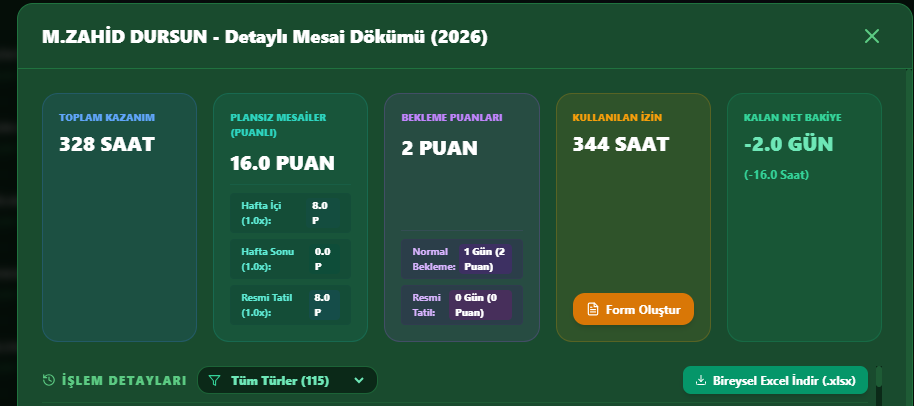 M.ZAHİD DURSUN - Detaylı Mesai Dökümü (2026)
TOPLAM KAZANIM
328 SAAT
PLANSIZ MESAİLER
(PUANLI)
16.0 PUAN
Hafta İçi
(1.0x):
8.0
P
Hafta Sonu
(1.0x):
0.0
P
Resmi Tatil
(1.0x):
8.0
P
BEKLEME PUANLARI
2 PUAN
Normal
Bekleme:
1 Gün (2
Puan)
Resmi
Tatil:
0 Gün (0
Puan)
KULLANILAN İZİN
344 SAAT
Form Oluştur
KALAN NET BAKİYE
-2.0 GÜN
(-16.0 Saat)
İŞLEM DETAYLARI
Tüm Türler (115)
Bireysel Excel İndir (.xlsx)